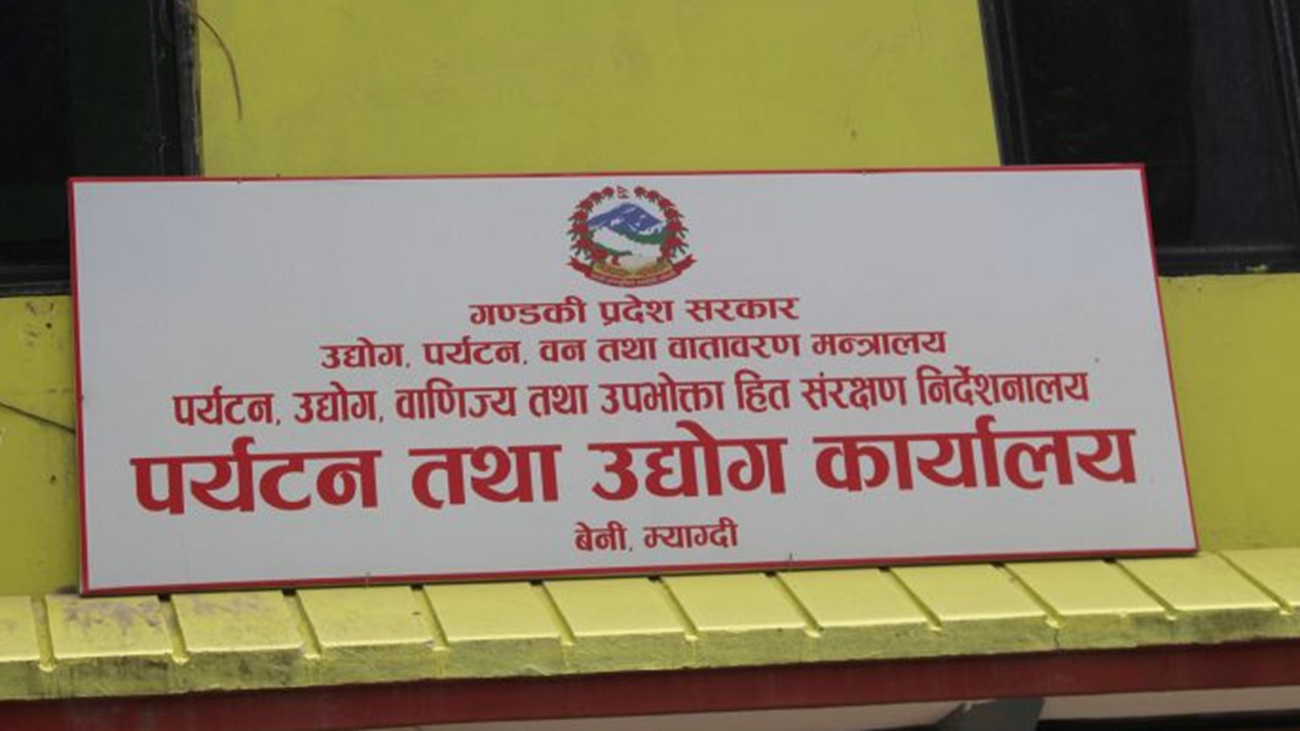 गण्डकी प्रदेश सरकार
उद्योग, पर्यटन, वन तथा वातावरण मन्त्रालय
पर्यटन, उद्योग, वाणिज्य तथा उपभोक्ता हित संरक्षण निर्देशनालय
पर्यटन तथा उद्योग कार्यालय
बेनी, म्याग्दी